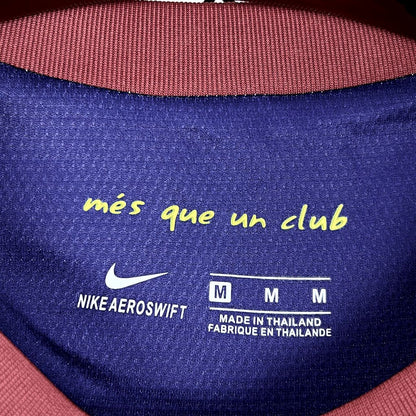 més que un club
NIKE AEROSWIFT
M M M
MADE IN THAILAND
FABRIQUE EN THAILANDE